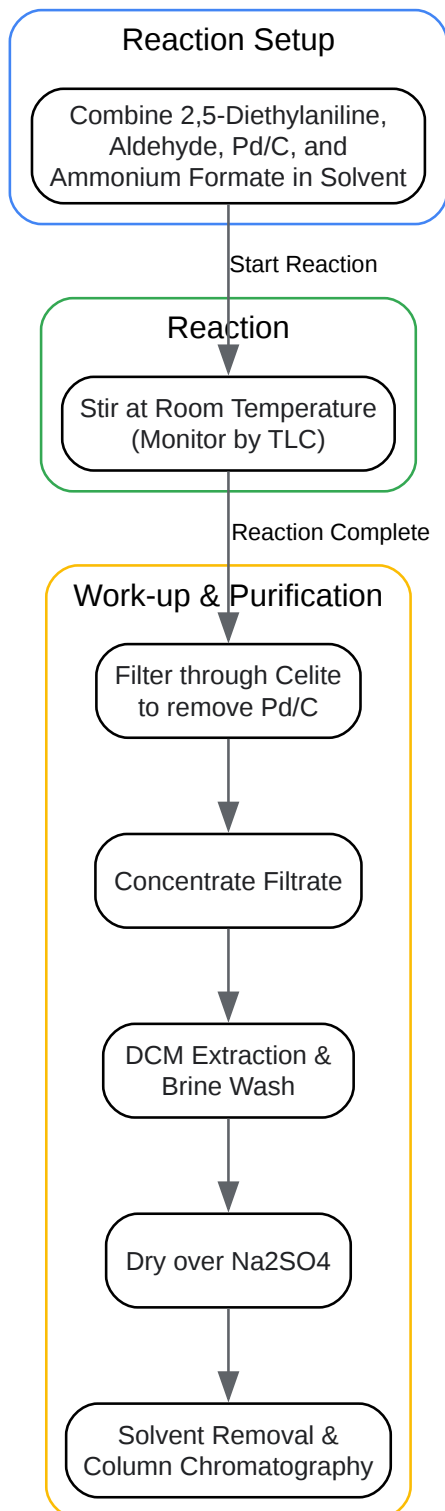 Reaction Setup
Combine 2,5-Diethylaniline,
Aldehyde, Pd/C, and
Ammonium Formate in Solvent
Start Reaction
Reaction
Stir at Room Temperature
(Monitor by TLC)
Reaction Complete
Work-up & Purification
Filter through Celite
to remove Pd/C
Concentrate Filtrate
DCM Extraction &
Brine Wash
Dry over Na2SO4
Solvent Removal &
Column Chromatography